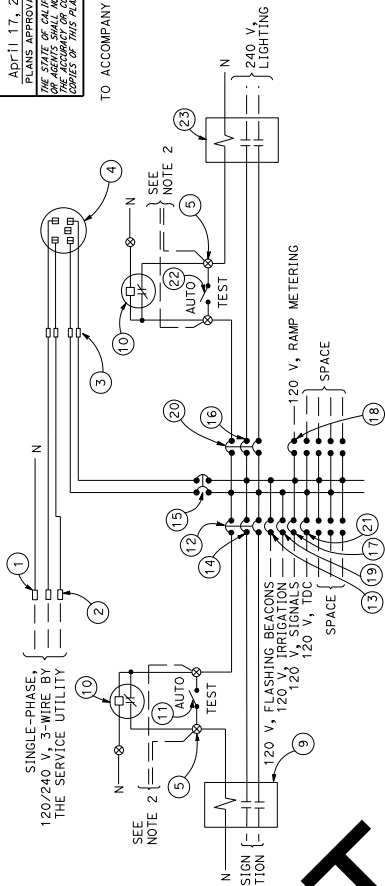 April 17, 2
PLANS APPROVA
THE STATE OF CALIF
OR AGENTS SHALL NO
THE ACCURACY OR CO
COPIES OF THIS PLA
TO ACCOMPANY
SINGLE-PHASE,
120/240 V, 3-WIRE BY
THE SERVICE UTILITY
1
N
2
3
4
10
N
SEE
NOTE 2
5
22
AUTO
TEST
23
N
240 V,
LIGHTING
10
N
SEE
NOTE 2
5
11
AUTO
TEST
9
N
SIGN
TION
12
14
15
20
16
120 V, FLASHING BEACONS
120 V, IRRIGATION
120 V, SIGNALS
120 V, TDC
SPACE
13
19
17
21
18
120 V, RAMP METERING
SPACE
T